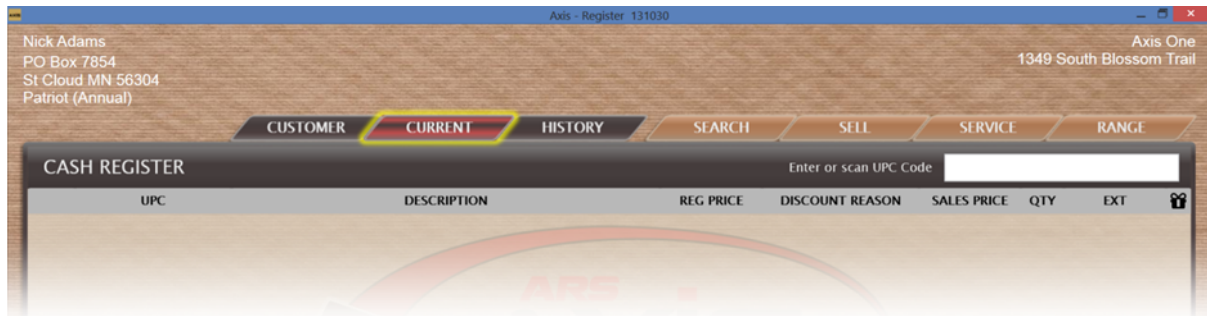 Axis - Register 131030
Nick Adams
PO Box 7854
St Cloud MN 56304
Patriot (Annual)
Axis One
1349 South Blossom Trail
CUSTOMER CURRENT HISTORY SEARCH SELL SERVICE RANGE
CASH REGISTER Enter or scan UPC Code
UPC DESCRIPTION REG PRICE DISCOUNT REASON SALES PRICE QTY EXT
ARS